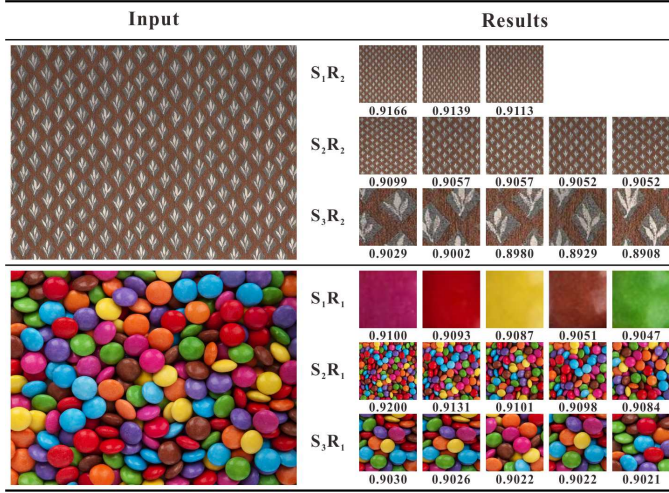 Input Results
S₁R₂
0.9166 0.9139 0.9113
S₂R₂
0.9099 0.9057 0.9057 0.9052 0.9052
S₃R₂
0.9029 0.9002 0.8980 0.8929 0.8908
S₁R₁
0.9100 0.9093 0.9087 0.9051 0.9047
S₂R₁
0.9200 0.9131 0.9101 0.9098 0.9084
S₃R₁
0.9030 0.9026 0.9022 0.9022 0.9021